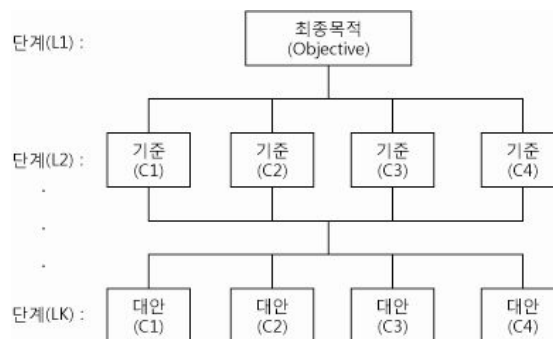 단계(L1) :
최종목적
(Objective)
단계(L2) :
기준
(C1)
기준
(C2)
기준
(C3)
기준
(C4)
.
.
.
단계(LK) :
대안
(C1)
대안
(C2)
대안
(C3)
대안
(C4)